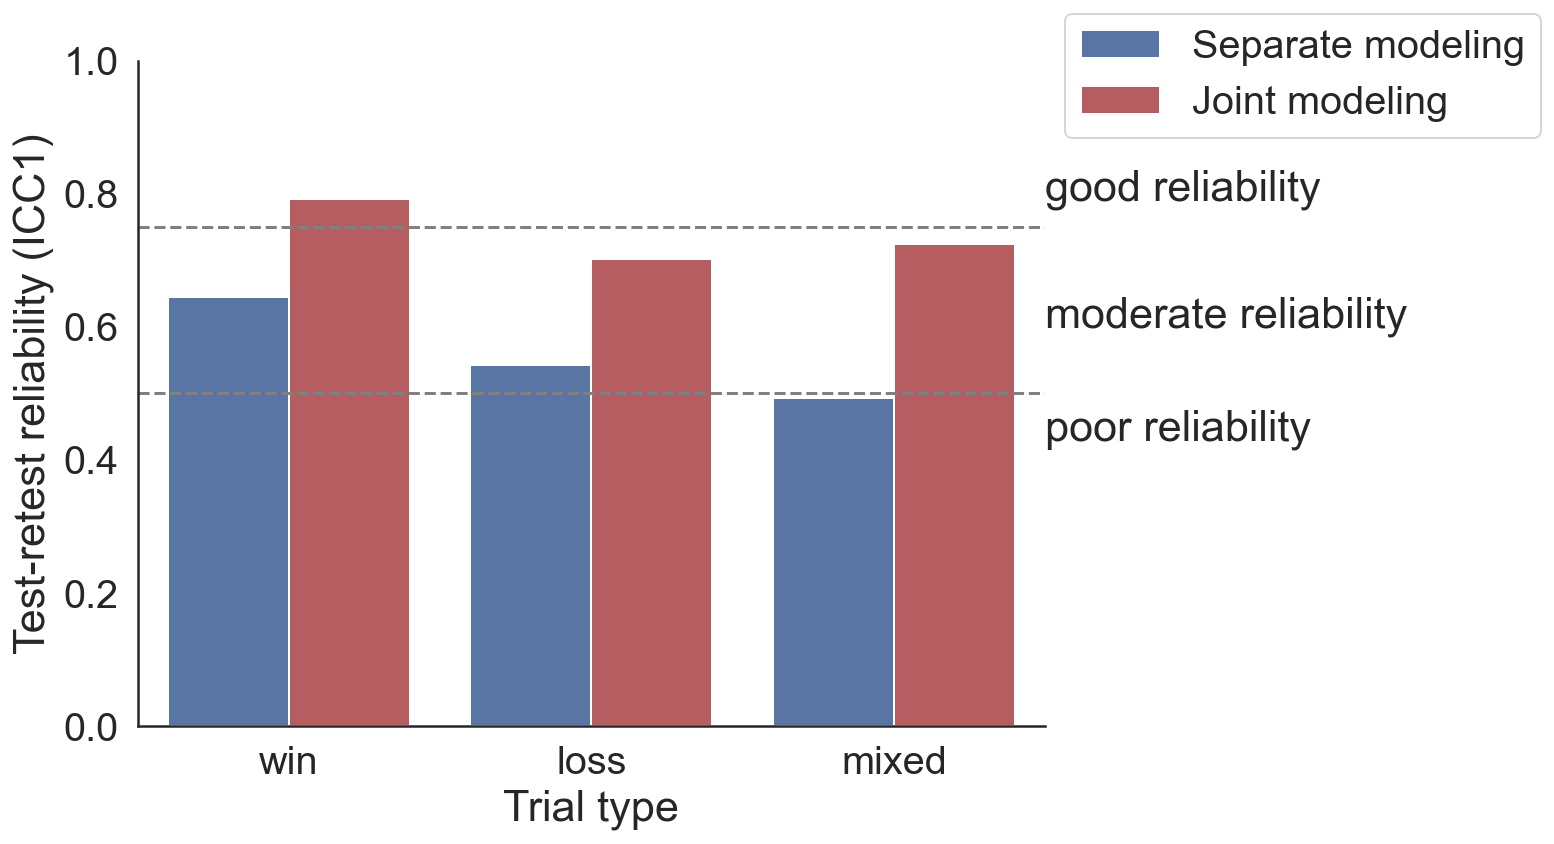 Separate modeling
Joint modeling
Test-retest reliability (ICC1)
1.0
0.8
0.6
0.4
0.2
0.0
good reliability
moderate reliability
poor reliability
win
loss
mixed
Trial type